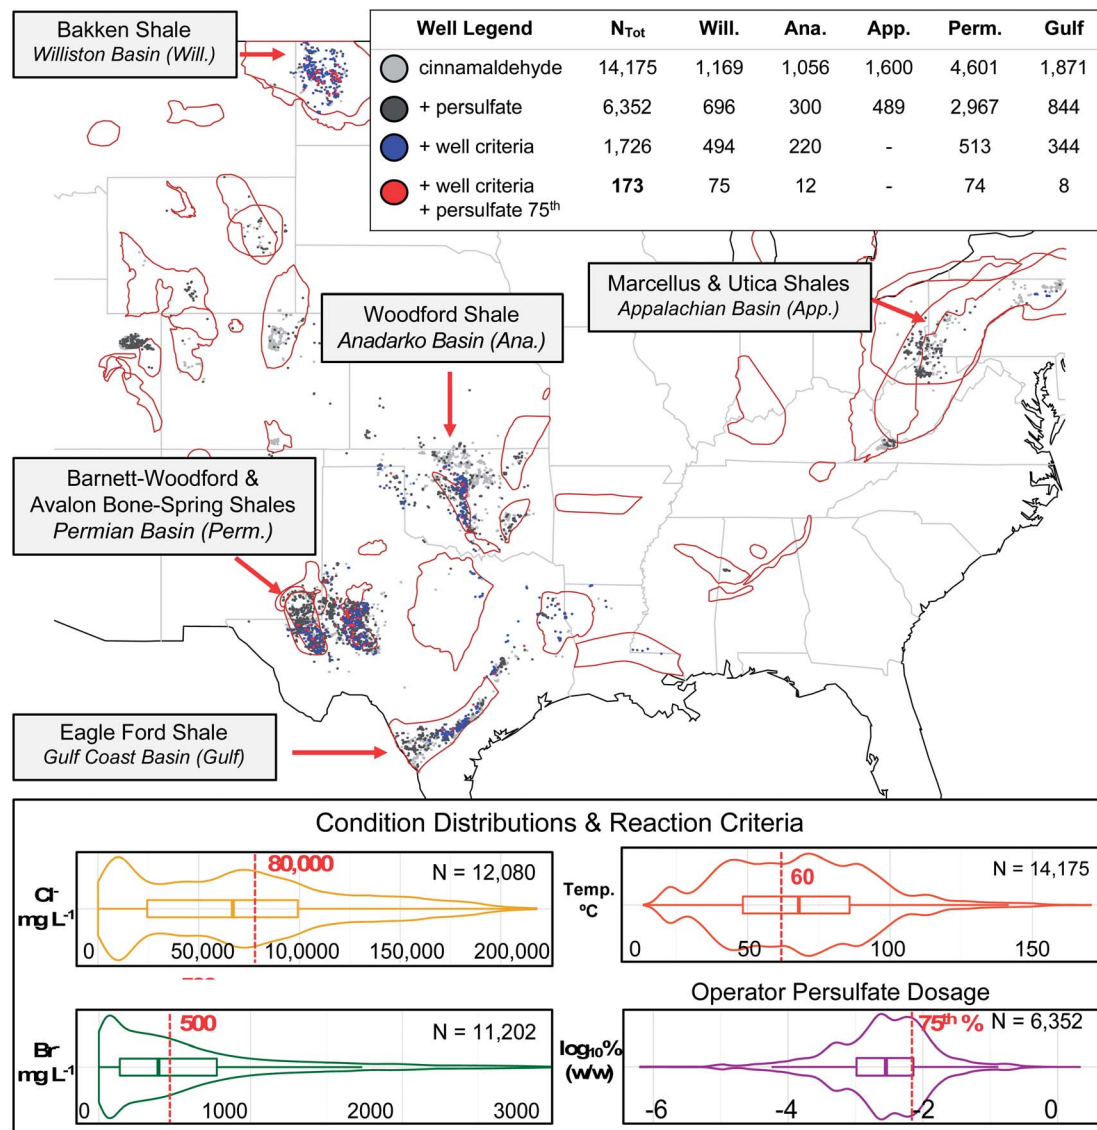 Bakken Shale
Williston Basin (Will.)
Well Legend N_Tot Will. Ana. App. Perm. Gulf
cinnamaldehyde 14,175 1,169 1,056 1,600 4,601 1,871
+ persulfate 6,352 696 300 489 2,967 844
+ well criteria 1,726 494 220 - 513 344
+ well criteria
+ persulfate 75th 173 75 12 - 74 8
Marcellus & Utica Shales
Appalachian Basin (App.)
Woodford Shale
Anadarko Basin (Ana.)
Barnett-Woodford &
Avalon Bone-Spring Shales
Permian Basin (Perm.)
Eagle Ford Shale
Gulf Coast Basin (Gulf)
Condition Distributions & Reaction Criteria
80,000
N = 12,080
Cl-
mg L-1
0 50,0000 10,0000 150,000 200,000
60
N = 14,175
Temp.
ºC
0 50 100 150
500
N = 11,202
Br-
mg L-1
0 1000 2000 3000
Operator Persulfate Dosage
75th %
N = 6,352
log10%
(w/w)
-6 -4 -2 0